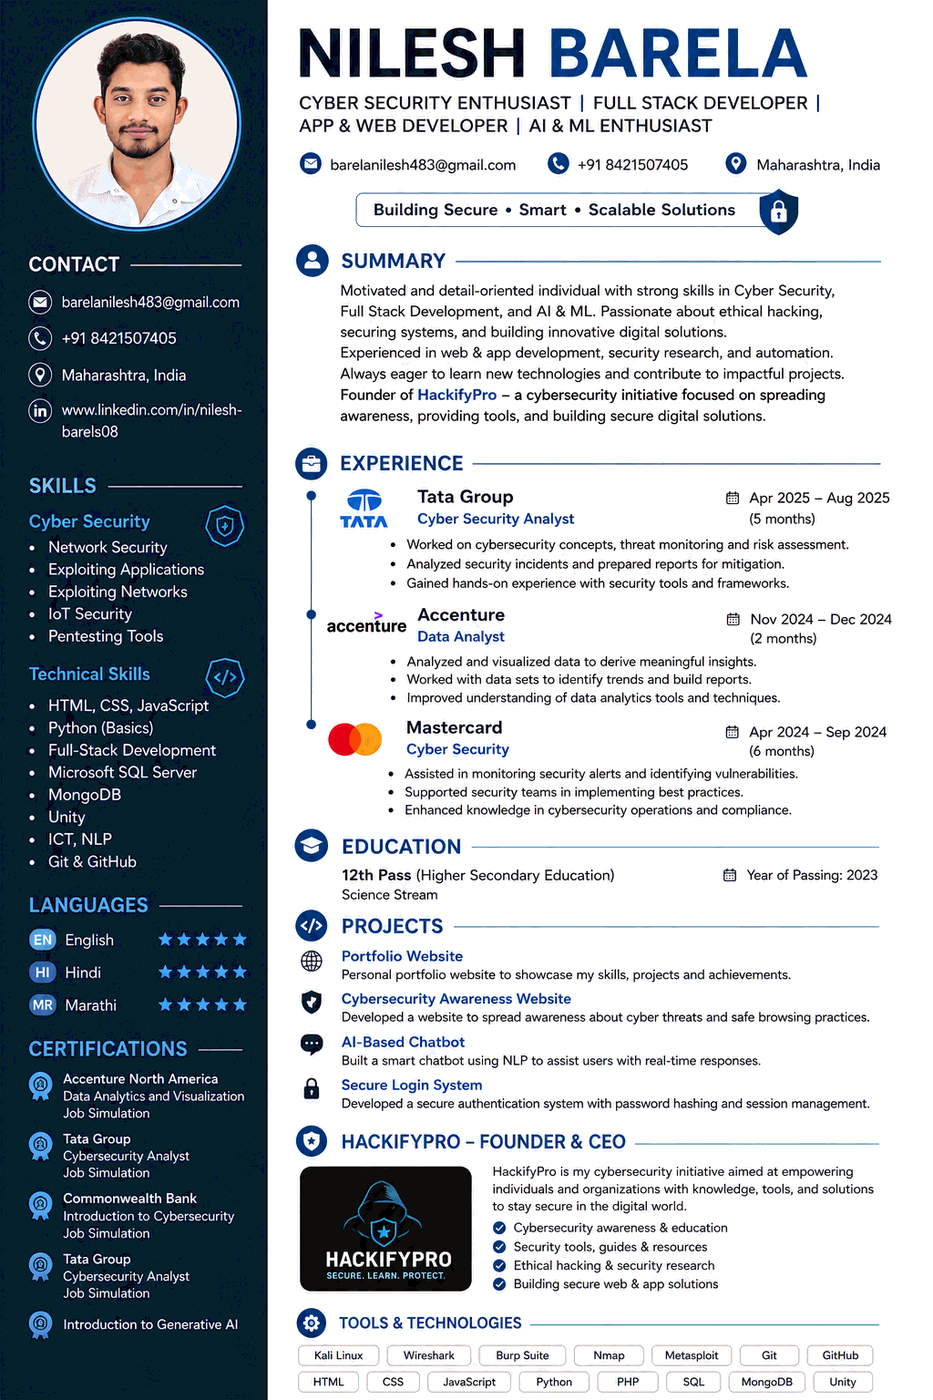 CONTACT
barelanilesh483@gmail.com
+91 8421507405
Maharashtra, India
in
www.linkedin.com/in/nilesh-
barels08
SKILLS
Cyber Security
• Network Security
• Exploiting Applications
• Exploiting Networks
• IoT Security
• Pentesting Tools
Technical Skills
</>
• HTML, CSS, JavaScript
• Python (Basics)
• Full-Stack Development
• Microsoft SQL Server
• MongoDB
• Unity
• ICT, NLP
• Git & GitHub
LANGUAGES
EN English
HI Hindi
MR Marathi
CERTIFICATIONS
Accenture North America
Data Analytics and Visualization
Job Simulation
Tata Group
Cybersecurity Analyst
Job Simulation
Commonwealth Bank
Introduction to Cybersecurity
Job Simulation
Tata Group
Cybersecurity Analyst
Job Simulation
Introduction to Generative AI
NILESH BARELA
CYBER SECURITY ENTHUSIAST | FULL STACK DEVELOPER |
APP & WEB DEVELOPER | AI & ML ENTHUSIAST
barelanilesh483@gmail.com +91 8421507405 Maharashtra, India
Building Secure • Smart • Scalable Solutions
SUMMARY
Motivated and detail-oriented individual with strong skills in Cyber Security,
Full Stack Development, and AI & ML. Passionate about ethical hacking,
securing systems, and building innovative digital solutions.
Experienced in web & app development, security research, and automation.
Always eager to learn new technologies and contribute to impactful projects.
Founder of HackifyPro – a cybersecurity initiative focused on spreading
awareness, providing tools, and building secure digital solutions.
EXPERIENCE
TATA
Tata Group Apr 2025 – Aug 2025
Cyber Security Analyst (5 months)
• Worked on cybersecurity concepts, threat monitoring and risk assessment.
• Analyzed security incidents and prepared reports for mitigation.
• Gained hands-on experience with security tools and frameworks.
accenture
Accenture Nov 2024 – Dec 2024
Data Analyst (2 months)
• Analyzed and visualized data to derive meaningful insights.
• Worked with data sets to identify trends and build reports.
• Improved understanding of data analytics tools and techniques.
Mastercard Apr 2024 – Sep 2024
Cyber Security (6 months)
• Assisted in monitoring security alerts and identifying vulnerabilities.
• Supported security teams in implementing best practices.
• Enhanced knowledge in cybersecurity operations and compliance.
EDUCATION
12th Pass (Higher Secondary Education) Year of Passing: 2023
Science Stream
</> PROJECTS
Portfolio Website
Personal portfolio website to showcase my skills, projects and achievements.
Cybersecurity Awareness Website
Developed a website to spread awareness about cyber threats and safe browsing practices.
AI-Based Chatbot
Built a smart chatbot using NLP to assist users with real-time responses.
Secure Login System
Developed a secure authentication system with password hashing and session management.
HACKIFYPRO – FOUNDER & CEO
HACKIFYPRO
SECURE. LEARN. PROTECT.
HackifyPro is my cybersecurity initiative aimed at empowering
individuals and organizations with knowledge, tools, and solutions
to stay secure in the digital world.
Cybersecurity awareness & education
Security tools, guides & resources
Ethical hacking & security research
Building secure web & app solutions
TOOLS & TECHNOLOGIES
Kali Linux Wireshark Burp Suite Nmap Metasploit Git GitHub
HTML CSS JavaScript Python PHP SQL MongoDB Unity